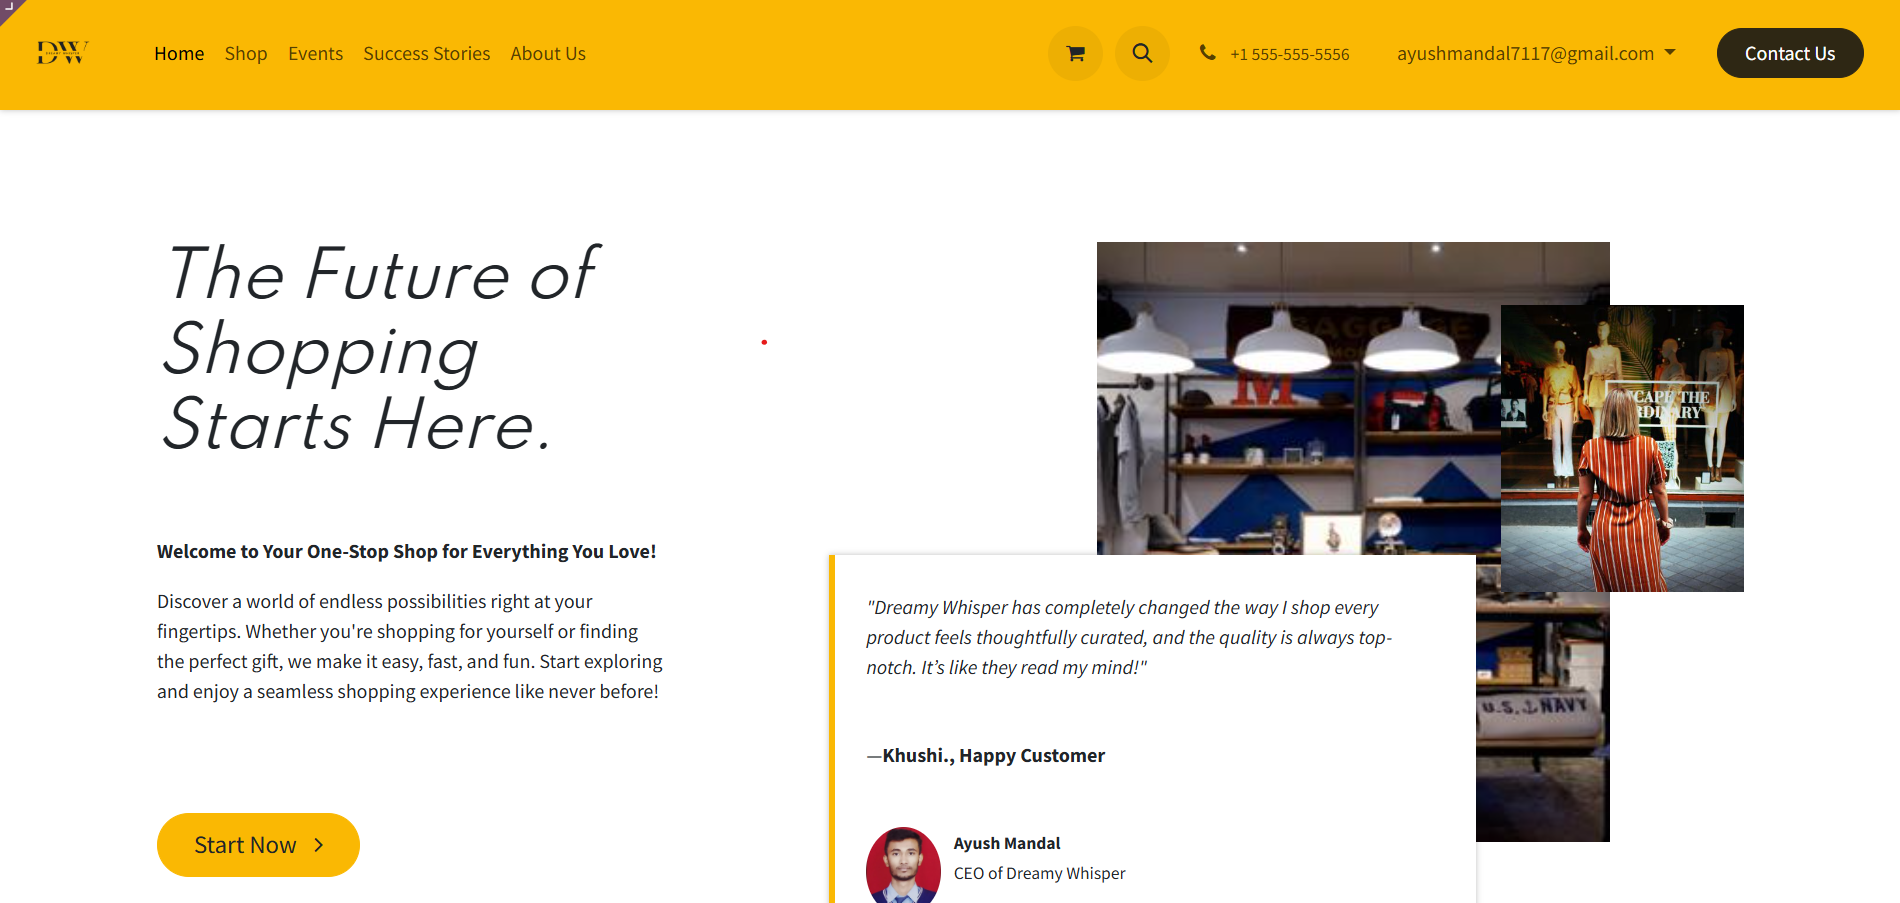 DW
Home Shop Events Success Stories About Us +1 555-555-5556 ayushmandal7117@gmail.com Contact Us
The Future of
Shopping
Starts Here.
Welcome to Your One-Stop Shop for Everything You Love!
Discover a world of endless possibilities right at your
fingertips. Whether you're shopping for yourself or finding
the perfect gift, we make it easy, fast, and fun. Start exploring
and enjoy a seamless shopping experience like never before!
Start Now
BAGGAGE
M
CAPE THE
RDINARY
U.S. NAVY
"Dreamy Whisper has completely changed the way I shop every
product feels thoughtfully curated, and the quality is always top-
notch. It’s like they read my mind!"
—Khushi., Happy Customer
Ayush Mandal
CEO of Dreamy Whisper